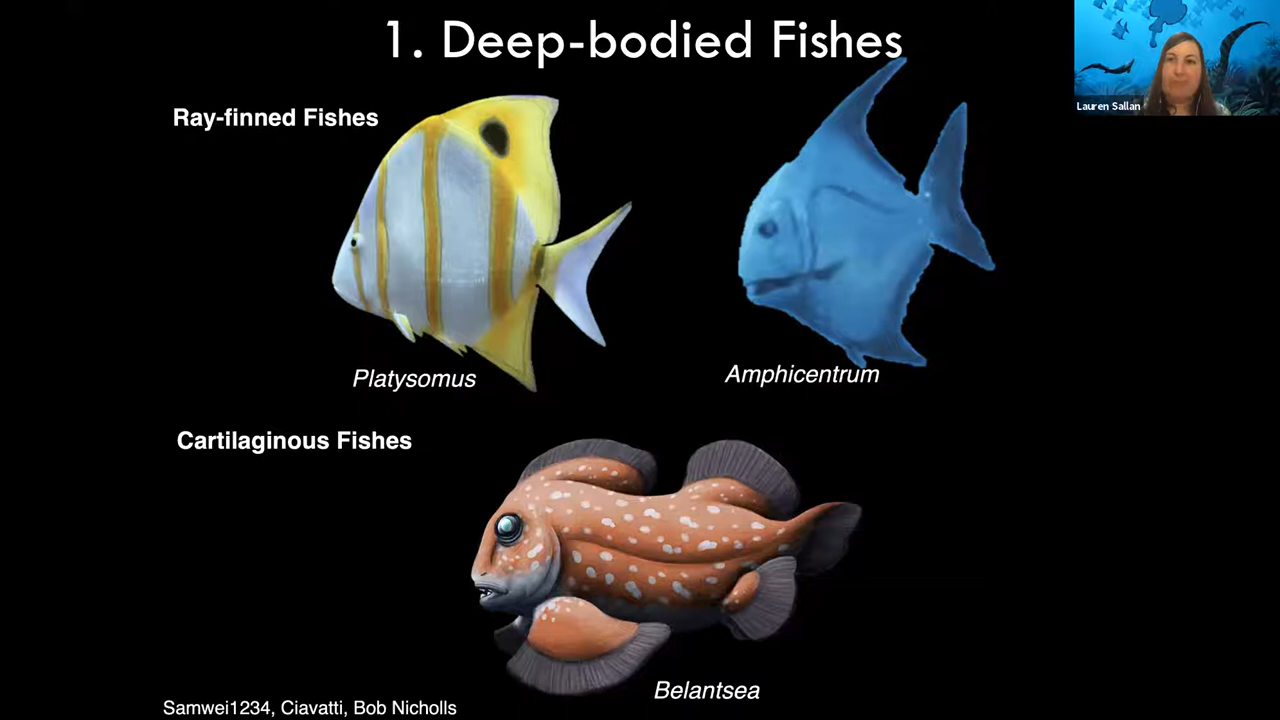 1. Deep-bodied Fishes
Lauren Sallan
Ray-finned Fishes
Platysomus
Amphicentrum
Cartilaginous Fishes
Belantsea
Samwei1234, Ciavatti, Bob Nicholls